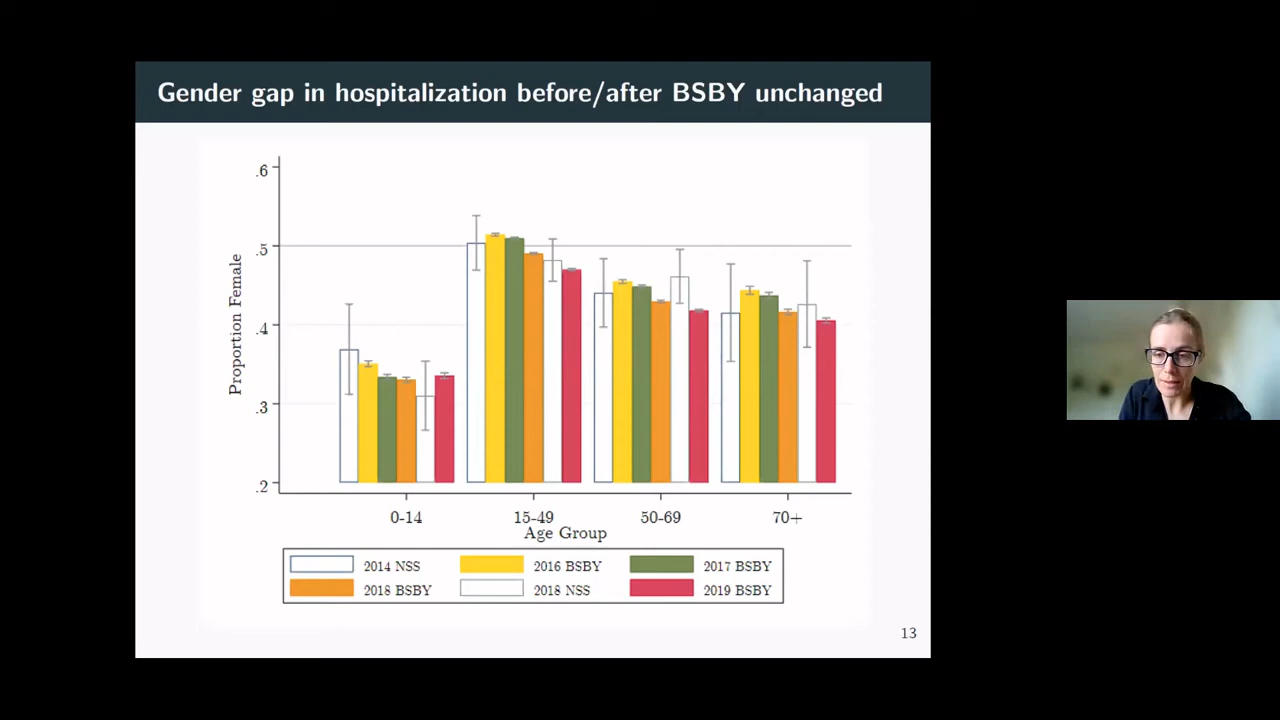 Gender gap in hospitalization before/after BSBY unchanged
.6
.5
.4
.3
.2
Proportion Female
0-14 15-49 50-69 70+
Age Group
2014 NSS 2016 BSBY 2017 BSBY
2018 BSBY 2018 NSS 2019 BSBY
13